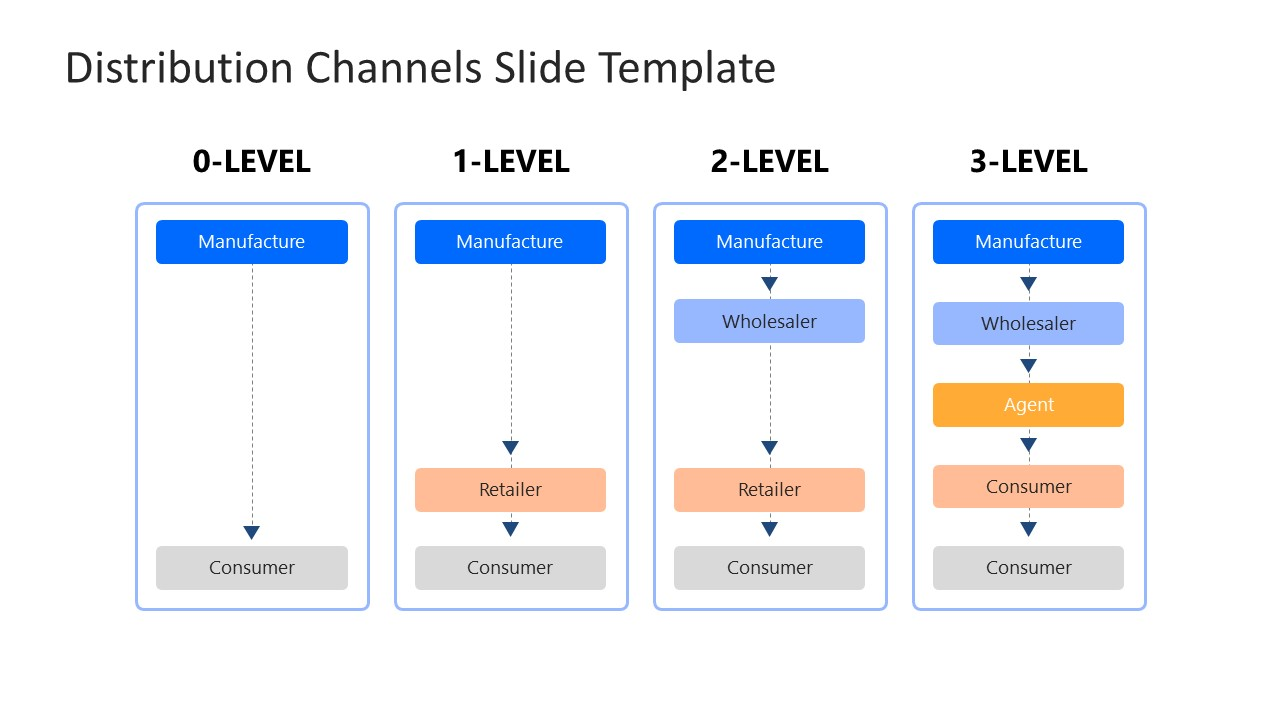 Distribution Channels Slide Template
0-LEVEL
Manufacture
Consumer
1-LEVEL
Manufacture
Retailer
Consumer
2-LEVEL
Manufacture
Wholesaler
Retailer
Consumer
3-LEVEL
Manufacture
Wholesaler
Agent
Consumer
Consumer